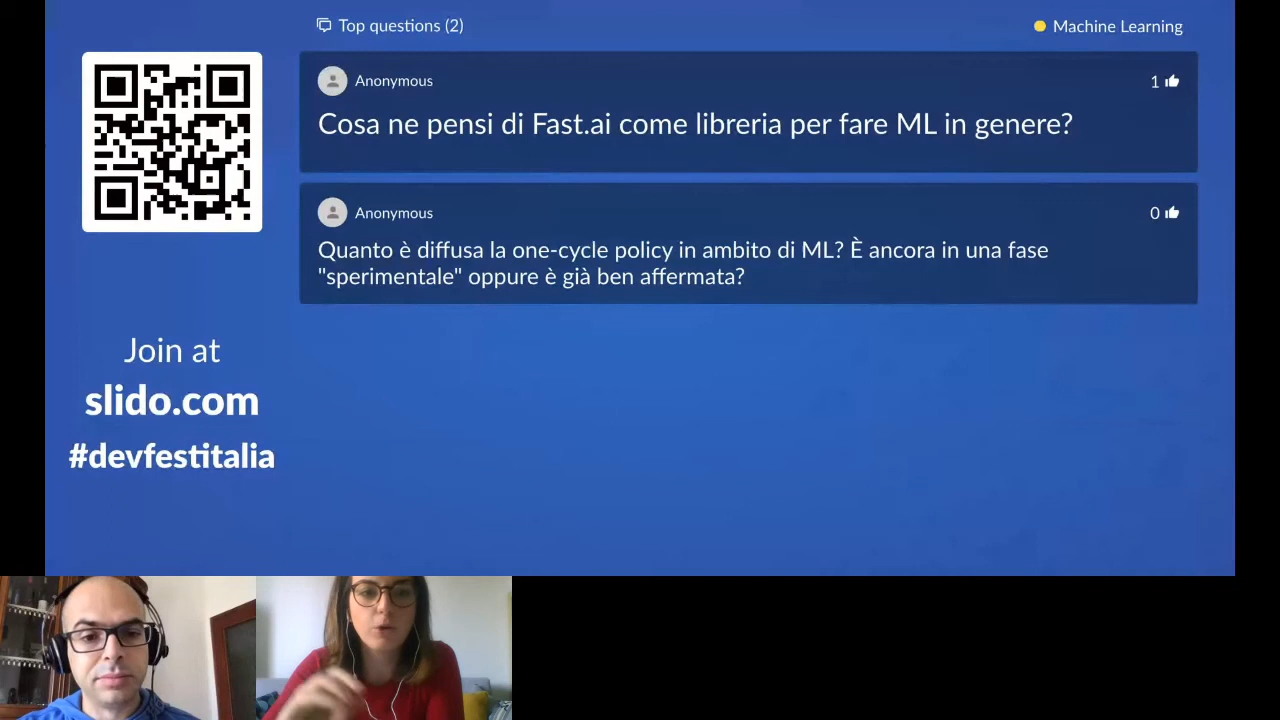 Top questions (2)
Machine Learning
Anonymous
1
Cosa ne pensi di Fast.ai come libreria per fare ML in genere?
Anonymous
0
Quanto è diffusa la one-cycle policy in ambito di ML? È ancora in una fase
"sperimentale" oppure è già ben affermata?
Join at
slido.com
#devfestitalia